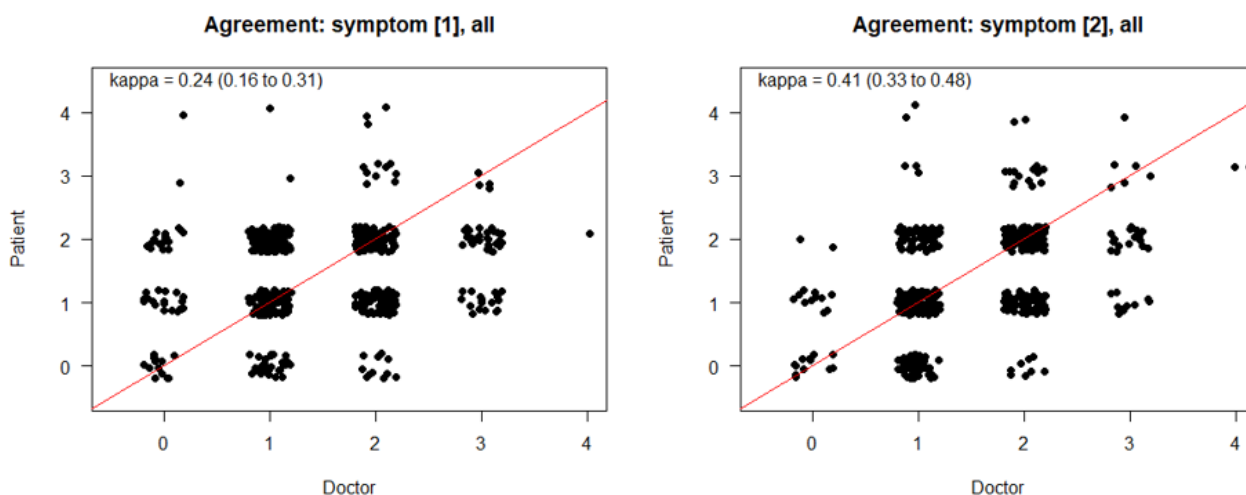 Agreement: symptom [1], all
kappa = 0.24 (0.16 to 0.31)
4
3
2
1
0
Patient
0 1 2 3 4
Doctor
Agreement: symptom [2], all
kappa = 0.41 (0.33 to 0.48)
4
3
2
1
0
Patient
0 1 2 3 4
Doctor